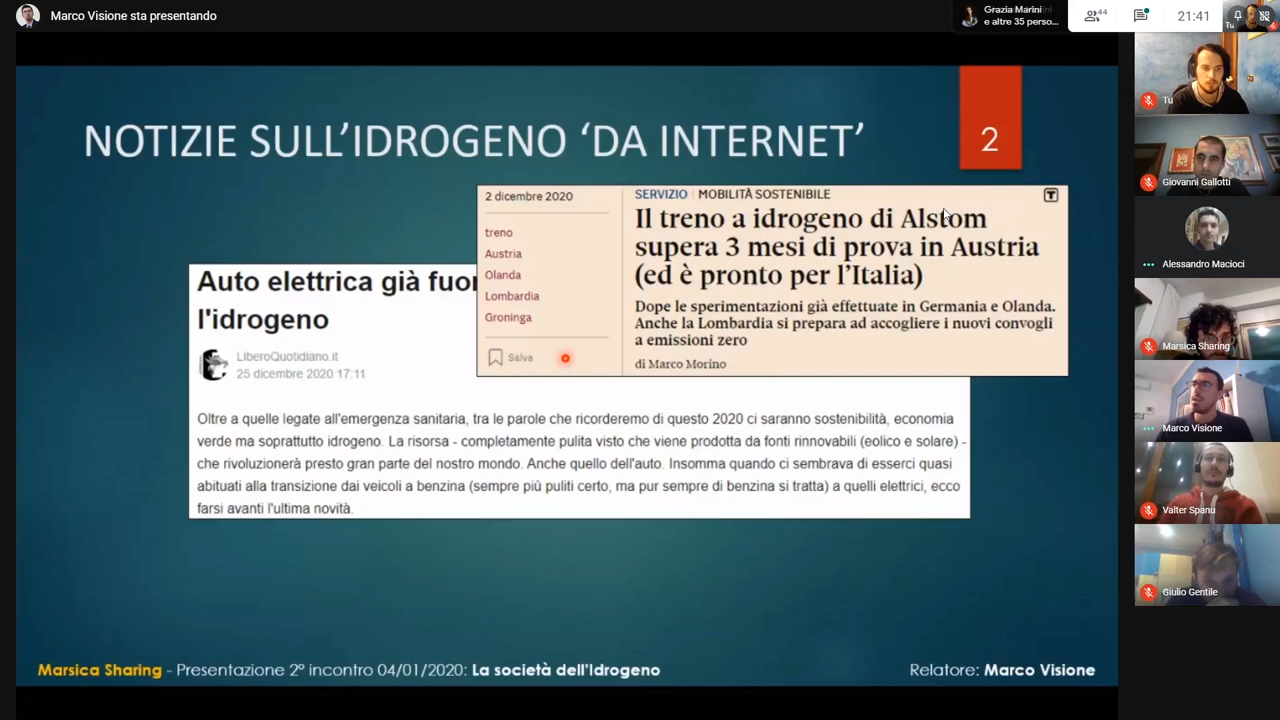 Marco Visione sta presentando
Grazia Marini
e altre 35 perso...
44
21:41
Tu
NOTIZIE SULL’IDROGENO ‘DA INTERNET’
2
2 dicembre 2020
treno
Austria
Olanda
Lombardia
Groninga
Salva
SERVIZIO | MOBILITÀ SOSTENIBILE
T
Il treno a idrogeno di Alstom
supera 3 mesi di prova in Austria
(ed è pronto per l’Italia)
Dope le sperimentazioni già effettuate in Germania e Olanda.
Anche la Lombardia si prepara ad accogliere i nuovi convogli
a emissioni zero
di Marco Morino
Auto elettrica già fuor
l'idrogeno
LiberoQuotidiano.it
25 dicembre 2020 17:11
Oltre a quelle legate all'emergenza sanitaria, tra le parole che ricorderemo di questo 2020 ci saranno sostenibilità, economia
verde ma soprattutto idrogeno. La risorsa - completamente pulita visto che viene prodotta da fonti rinnovabili (eolico e solare) -
che rivoluzionerà presto gran parte del nostro mondo. Anche quello dell'auto. Insomma quando ci sembrava di esserci quasi
abituati alla transizione dai veicoli a benzina (sempre più puliti certo, ma pur sempre di benzina si tratta) a quelli elettrici, ecco
farsi avanti l'ultima novità.
Marsica Sharing - Presentazione 2° incontro 04/01/2020: La società dell’Idrogeno
Relatore: Marco Visione
Tu
Giovanni Gallotti
Alessandro Macioci
Marsica Sharing
Marco Visione
Valter Spanu
Giulio Gentile